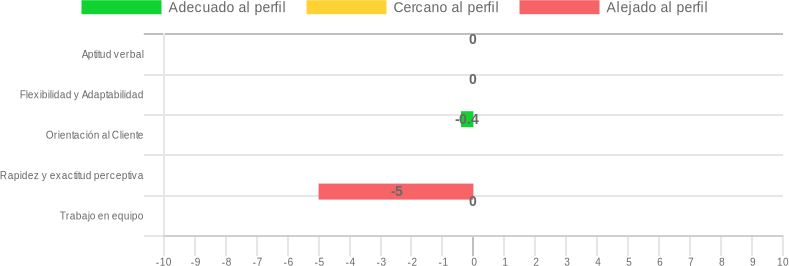 Adecuado al perfil Cercano al perfil Alejado al perfil
0
Aptitud verbal
0
Flexibilidad y Adaptabilidad
-0.4
Orientación al Cliente
Rapidez y exactitud perceptiva
-5
0
Trabajo en equipo
-10 -9 -8 -7 -6 -5 -4 -3 -2 -1 0 1 2 3 4 5 6 7 8 9 10